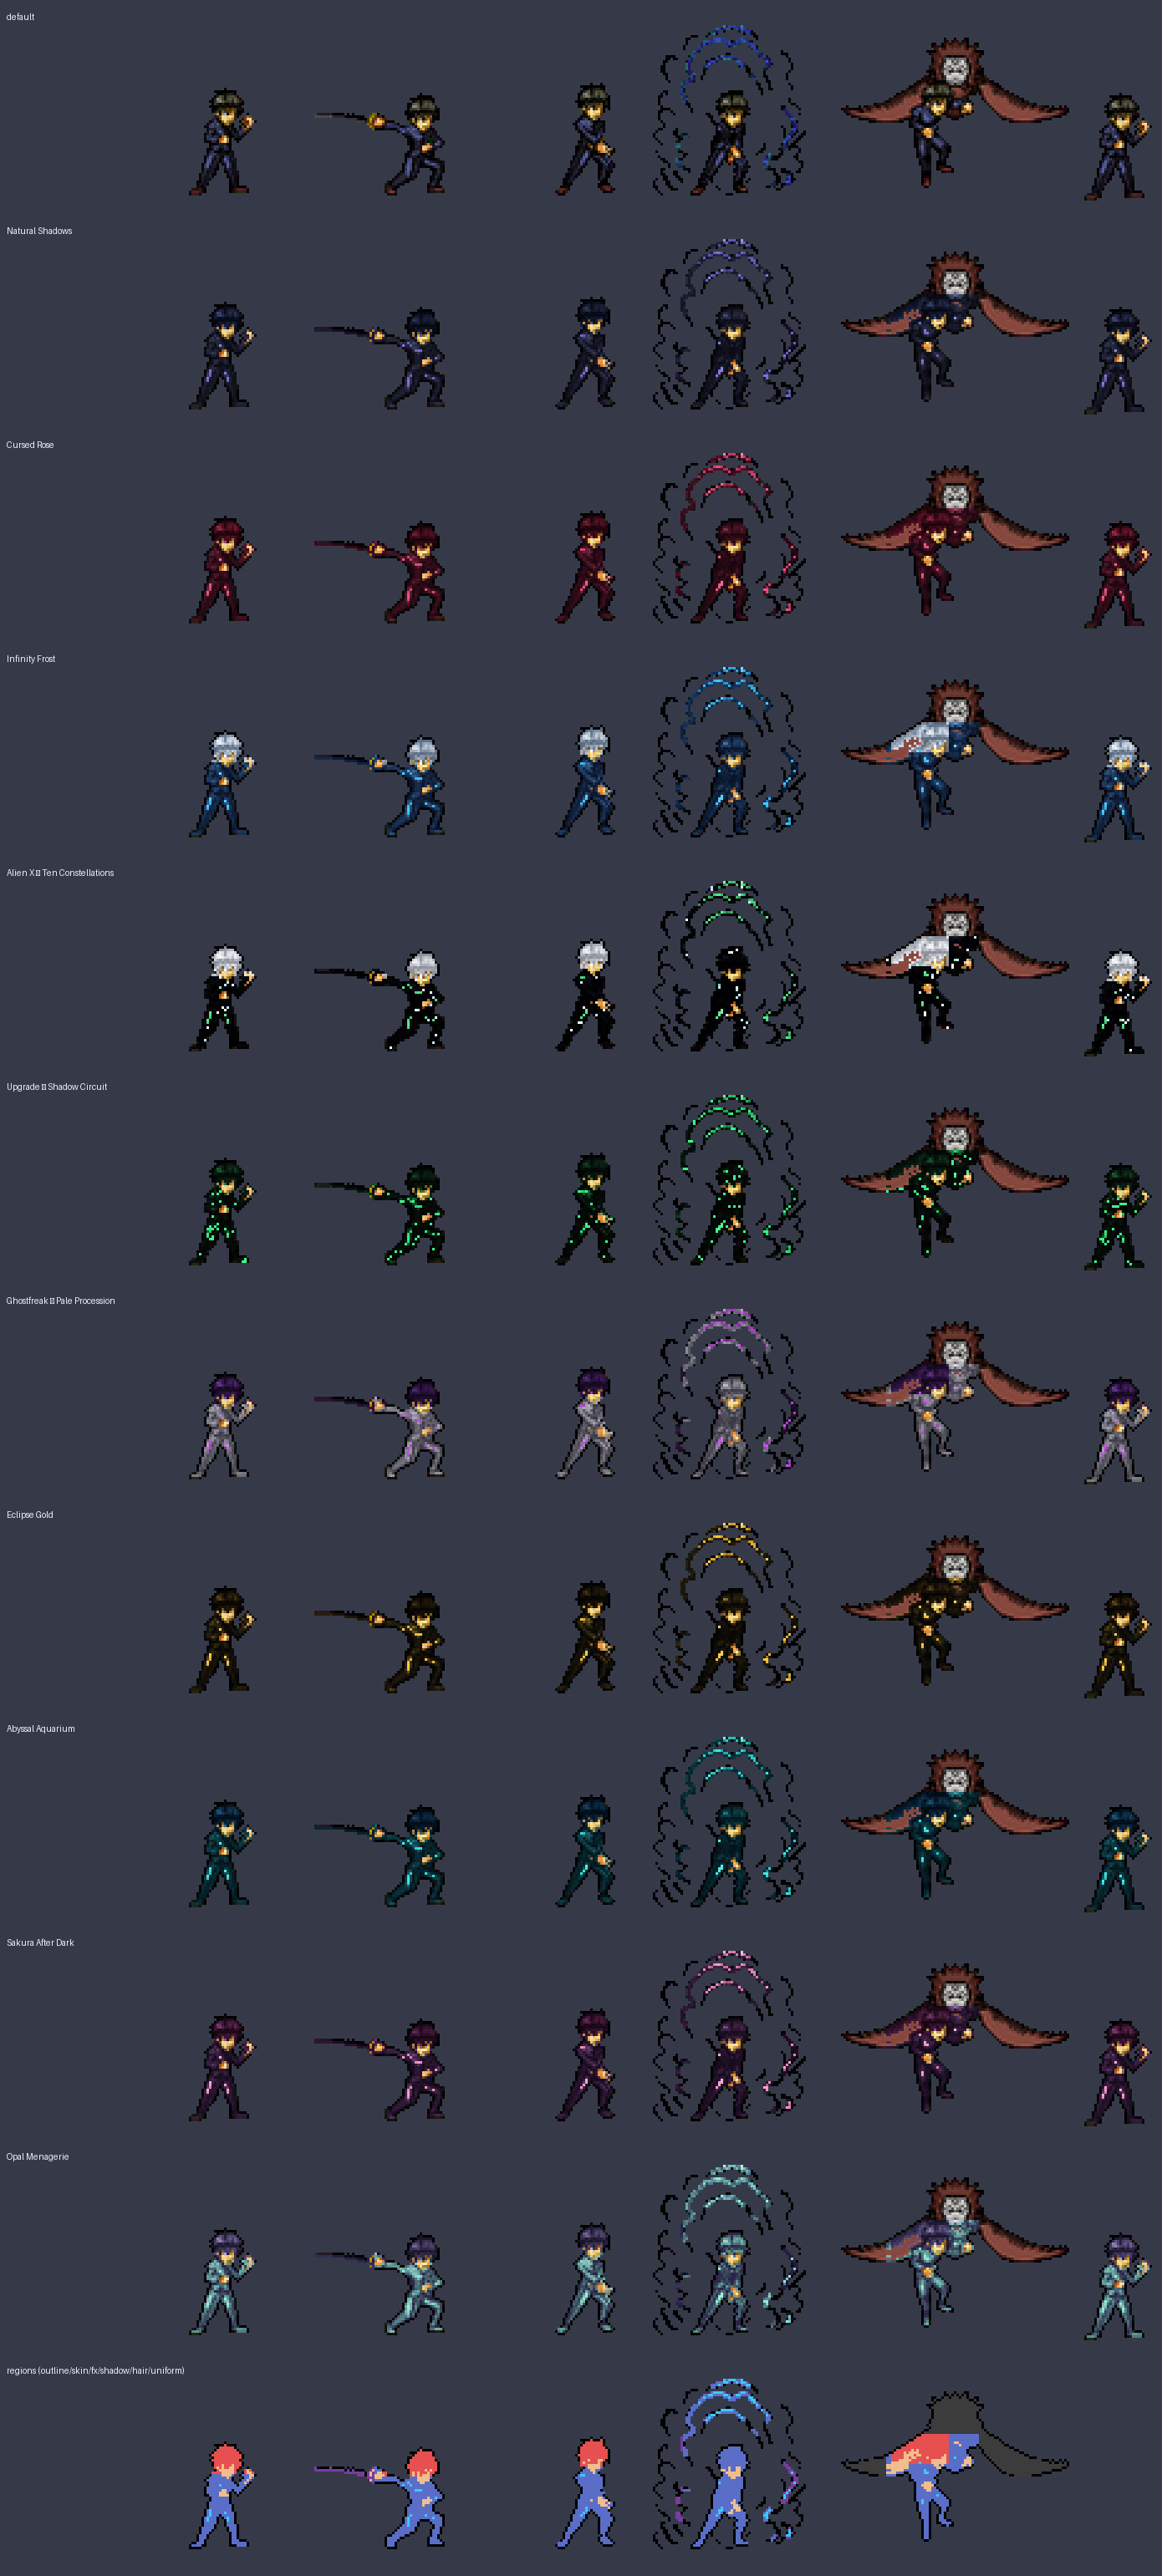 default
Natural Shadows
Cursed Rose
Infinity Frost
Alien X▯ Ten Constellations
Upgrade ▯ Shadow Circuit
Ghostfreak ▯ Pale Procession
Eclipse Gold
Abyssal Aquarium
Sakura After Dark
Opal Menagerie
regions (outline/skin/fx/shadow/hair/uniform)